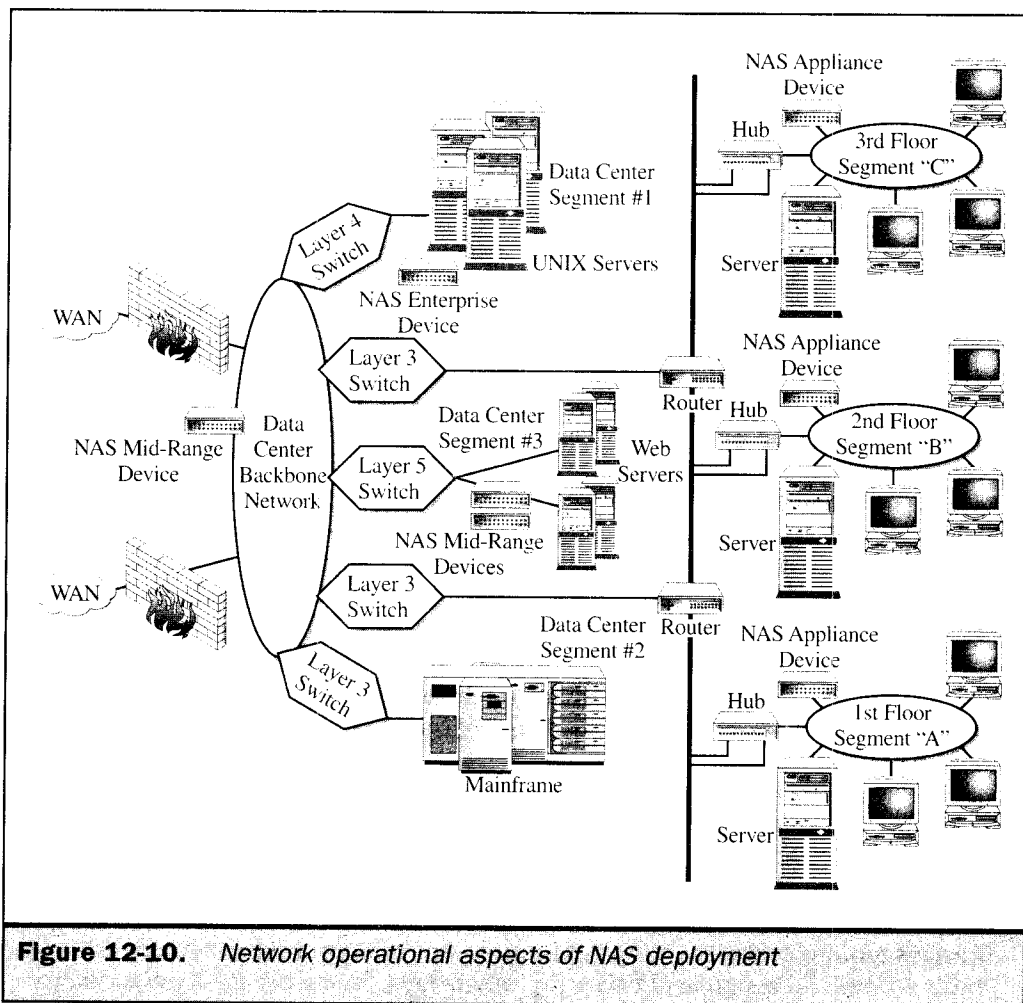 NAS Appliance
Device
Hub
3rd Floor
Segment "C"
Server
Data Center
Segment #1
UNIX Servers
Layer 4
Switch
NAS Enterprise
Device
WAN
Layer 3
Switch
Router
NAS Appliance
Device
Hub
2nd Floor
Segment "B"
Server
NAS Mid-Range
Device
Data
Center
Backbone
Network
Data Center
Segment #3
Web
Servers
Layer 5
Switch
NAS Mid-Range
Devices
WAN
Layer 3
Switch
Router
Data Center
Segment #2
Layer 3
Switch
Mainframe
NAS Appliance
Device
Hub
1st Floor
Segment "A"
Server
Figure 12-10. Network operational aspects of NAS deployment